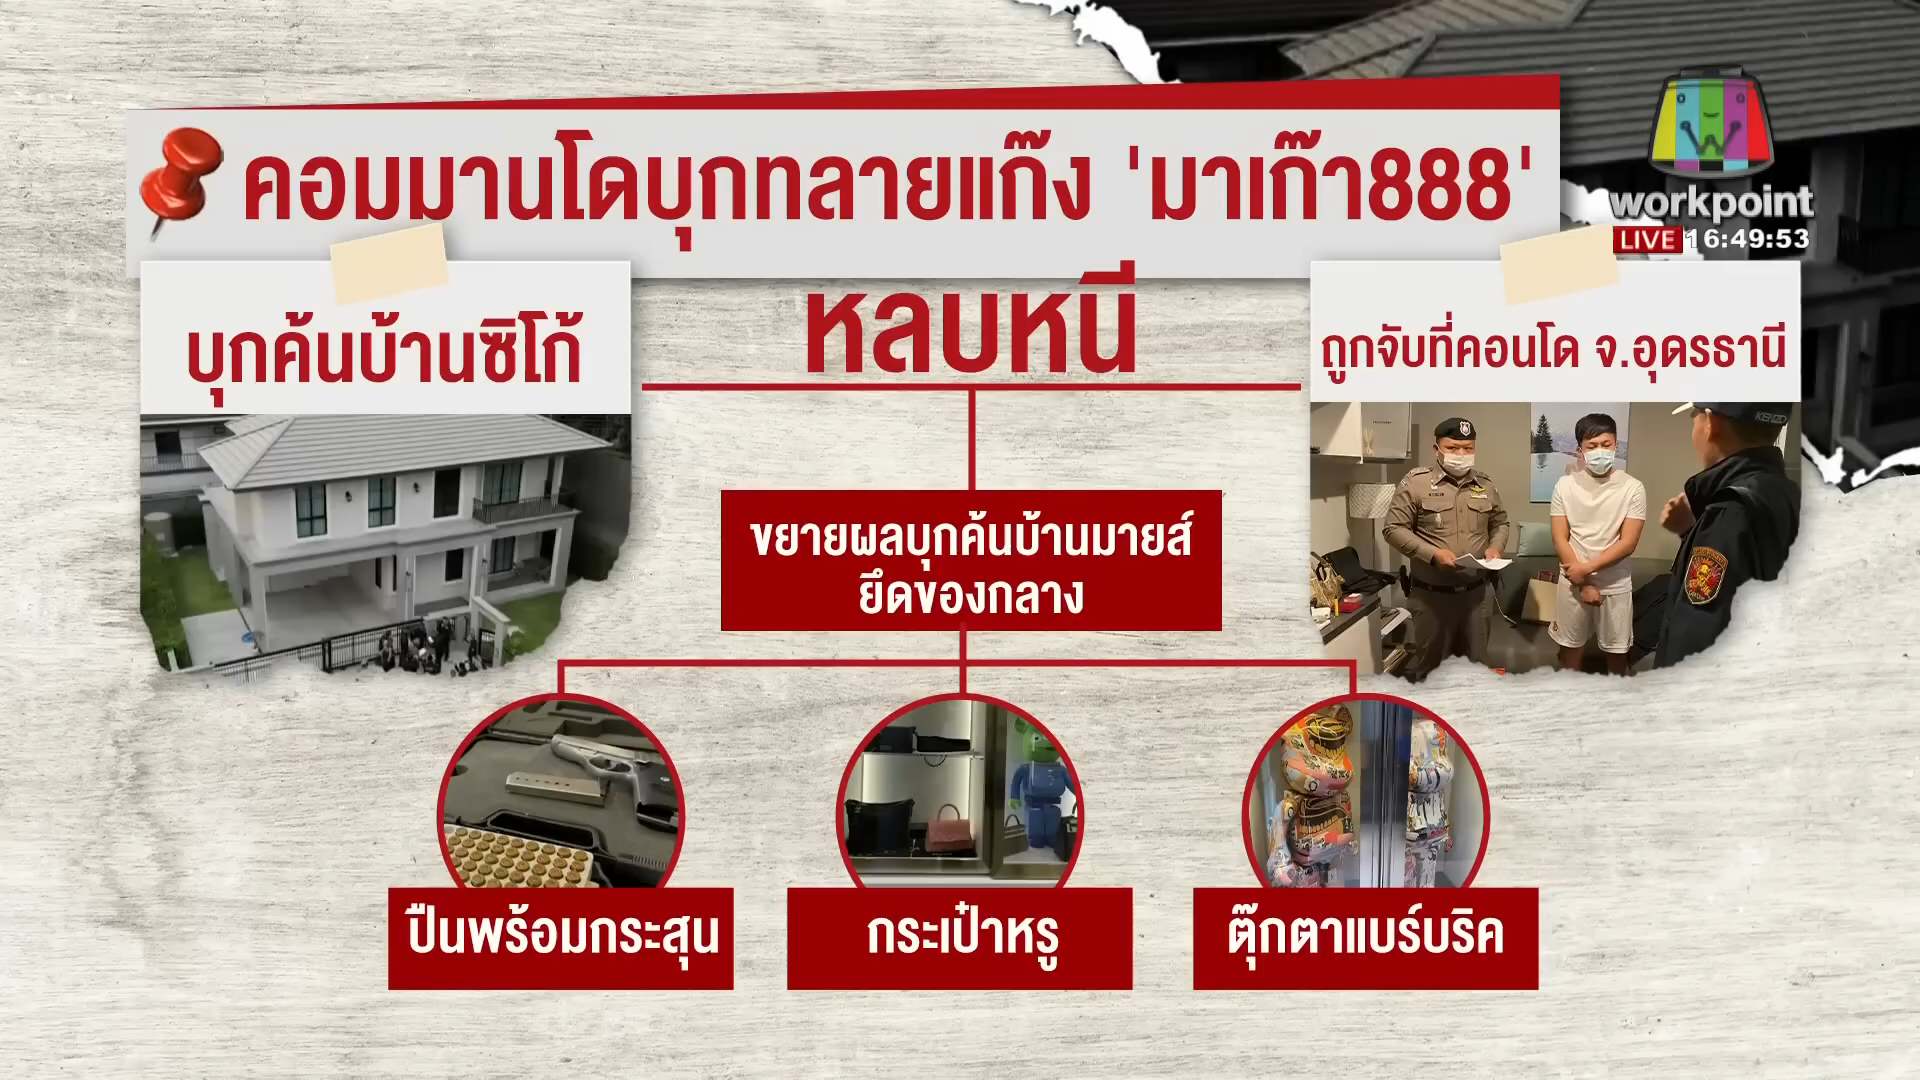 คอมมานโดบุกทลายแก๊ง 'มาเก๊า888'
workpoint
LIVE 16:49:53
บุกค้นบ้านซิโก้
หลบหนี
ถูกจับที่คอนโด จ.อุดรธานี
KENZO
ขยายผลบุกค้นบ้านมายส์
ยึดของกลาง
ปืนพร้อมกระสุน
กระเป๋าหรู
ตุ๊กตาแบร์บริค